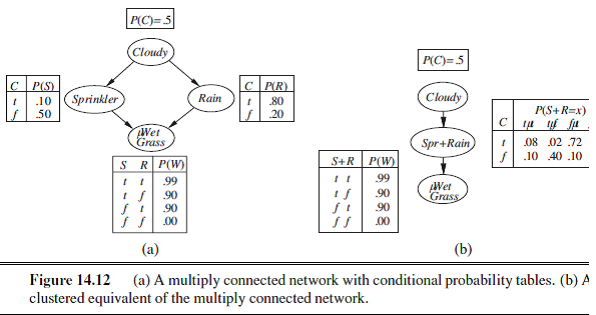 P(C)=.5
Cloudy
C P(S)
t .10
f .50
Sprinkler
Rain
C P(R)
t .80
f .20
Wet
Grass
S R P(W)
t t .99
t f .90
f t .90
f f .00
(a)
P(C)=.5
Cloudy
P(S+R=x)
C
t .08 .02 .72
f .10 .40 .10
Spr+Rain
S+R P(W)
t t .99
t f .90
f t .90
f f .00
Wet
Grass
(b)
Figure 14.12 (a) A multiply connected network with conditional probability tables. (b) A
clustered equivalent of the multiply connected network.